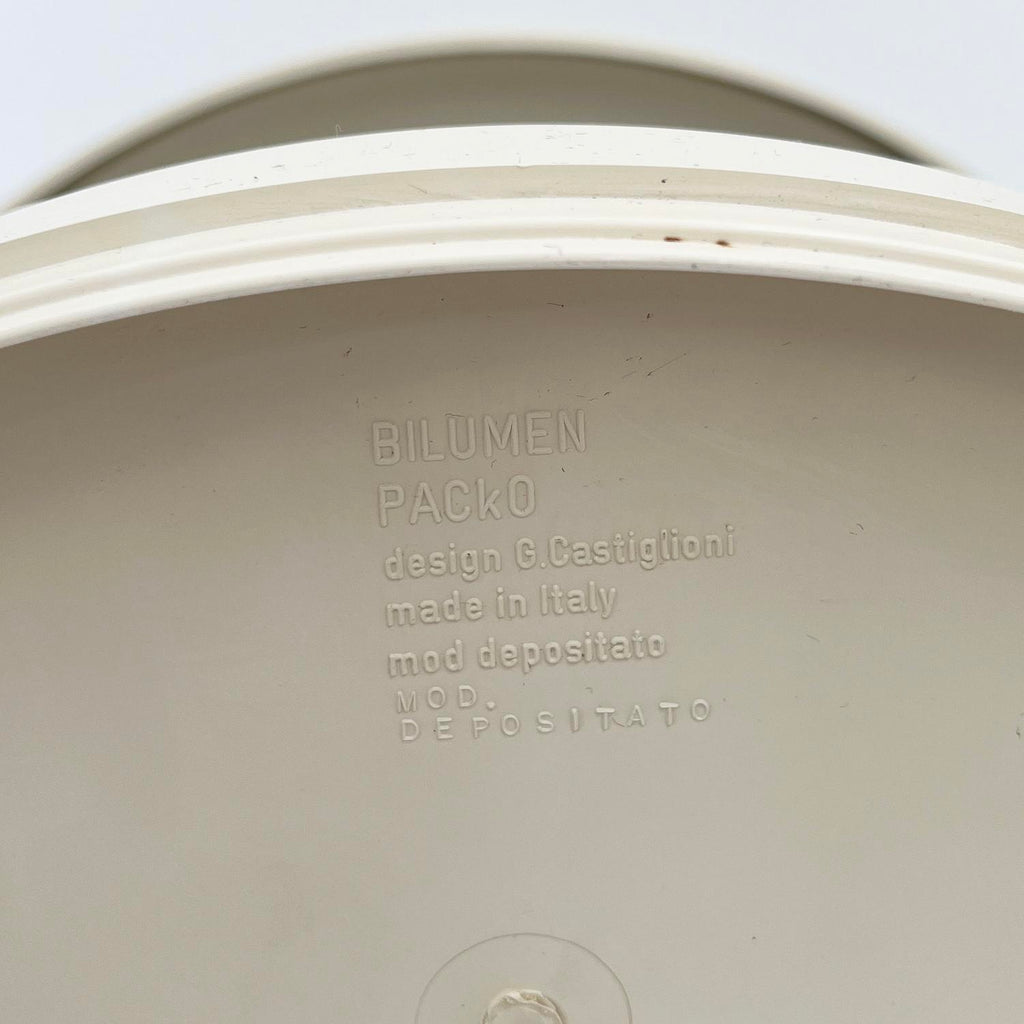 BILUMEN
PACkO
design G.Castiglioni
made in Italy
mod depositato
MOD.
DEPOSITATO